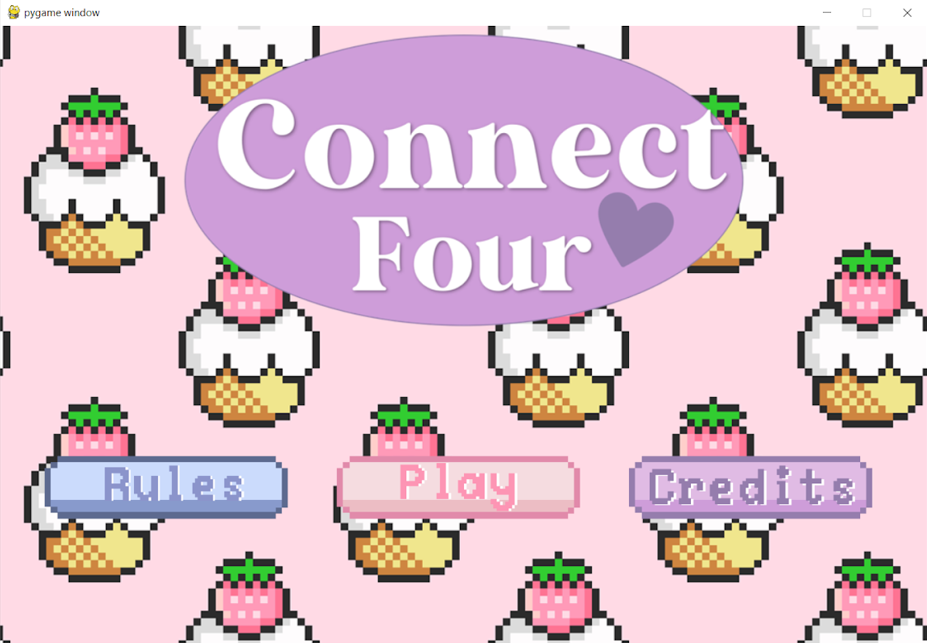 pygame window
Connect
Four
Rules
Play
Credits